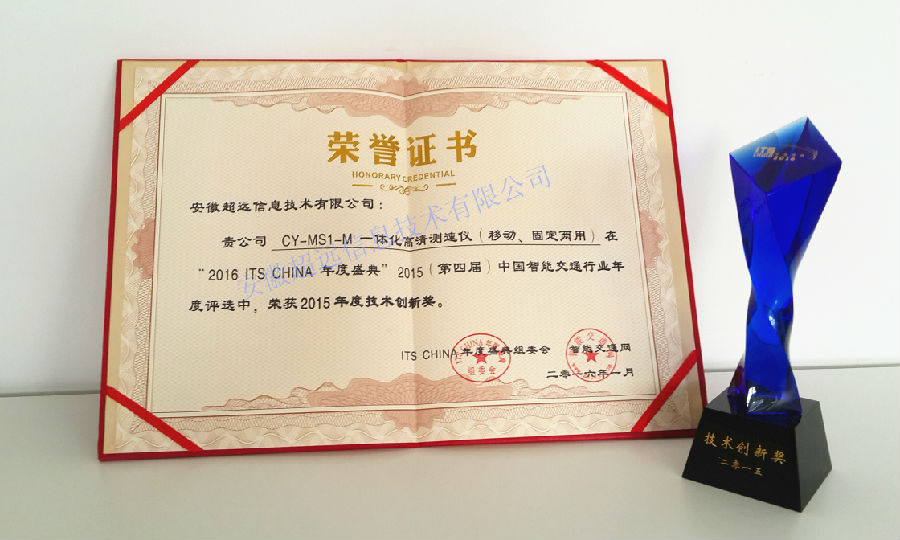 荣誉证书
HONORARY CREDENTIAL
安徽超远信息技术有限公司：
贵公司 CY-MS1-M 一体化高清测速仪（移动、固定两用）在
“2016 ITS CHINA 年度盛典” 2015（第四届）中国智能交通行业年
度评选中，荣获2015年度技术创新奖。
ITS CHINA 年度盛典组委会 智能交通网
二零一六年一月
组委会
安徽超远信息技术有限公司
技术创新奖
二零一五